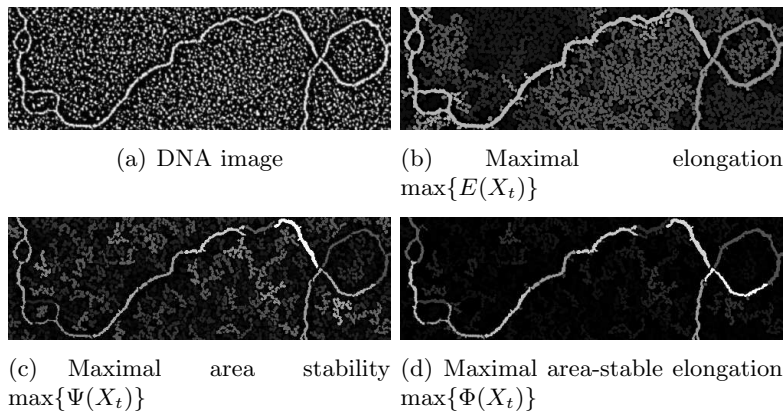 (a) DNA image
(b) Maximal elongation
max{E(X_t)}
(c) Maximal area stability
max{Ψ(X_t)}
(d) Maximal area-stable elongation
max{Φ(X_t)}